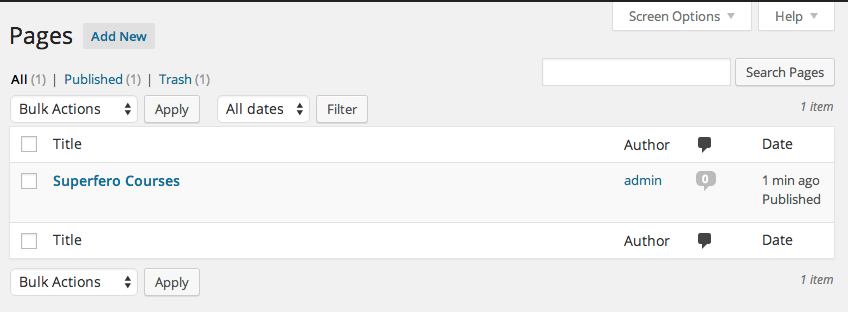 Screen Options Help
Pages Add New
All (1) | Published (1) | Trash (1)
Search Pages
Bulk Actions Apply All dates Filter 1 item
Title Author Date
Superfero Courses admin 0 1 min ago
Published
Title Author Date
Bulk Actions Apply 1 item